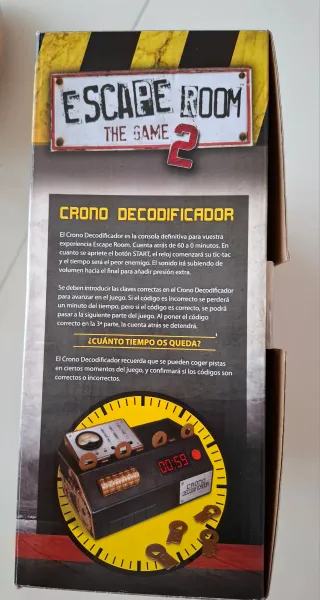 ESCAPE ROOM
THE GAME 2
CRONO DECODIFICADOR
El Crono Decodificador es la consola definitiva para vuestra
experiencia Escape Room. Cuenta atrás de 60 a 0 minutos. En
cuanto se apriete el botón START, el reloj comenzará su tic-tac
y el tiempo será el peor enemigo. El sonido irá subiendo de
volumen hacia el final para añadir presión extra.
Se deben introducir las claves correctas en el Crono Decodificador
para avanzar en el juego. Si el código es incorrecto se perderá
un minuto del tiempo, pero si el código es correcto, se podrá
pasar a la siguiente parte del juego. Al poner el código
correcto en la 3ª parte, la cuenta atrás se detendrá.
¿CUÁNTO TIEMPO OS QUEDA?
El Crono Decodificador recuerda que se pueden coger pistas
en ciertos momentos del juego, y confirmará si los códigos son
correctos o incorrectos.
00:59
CRONO
DECODIFICADOR